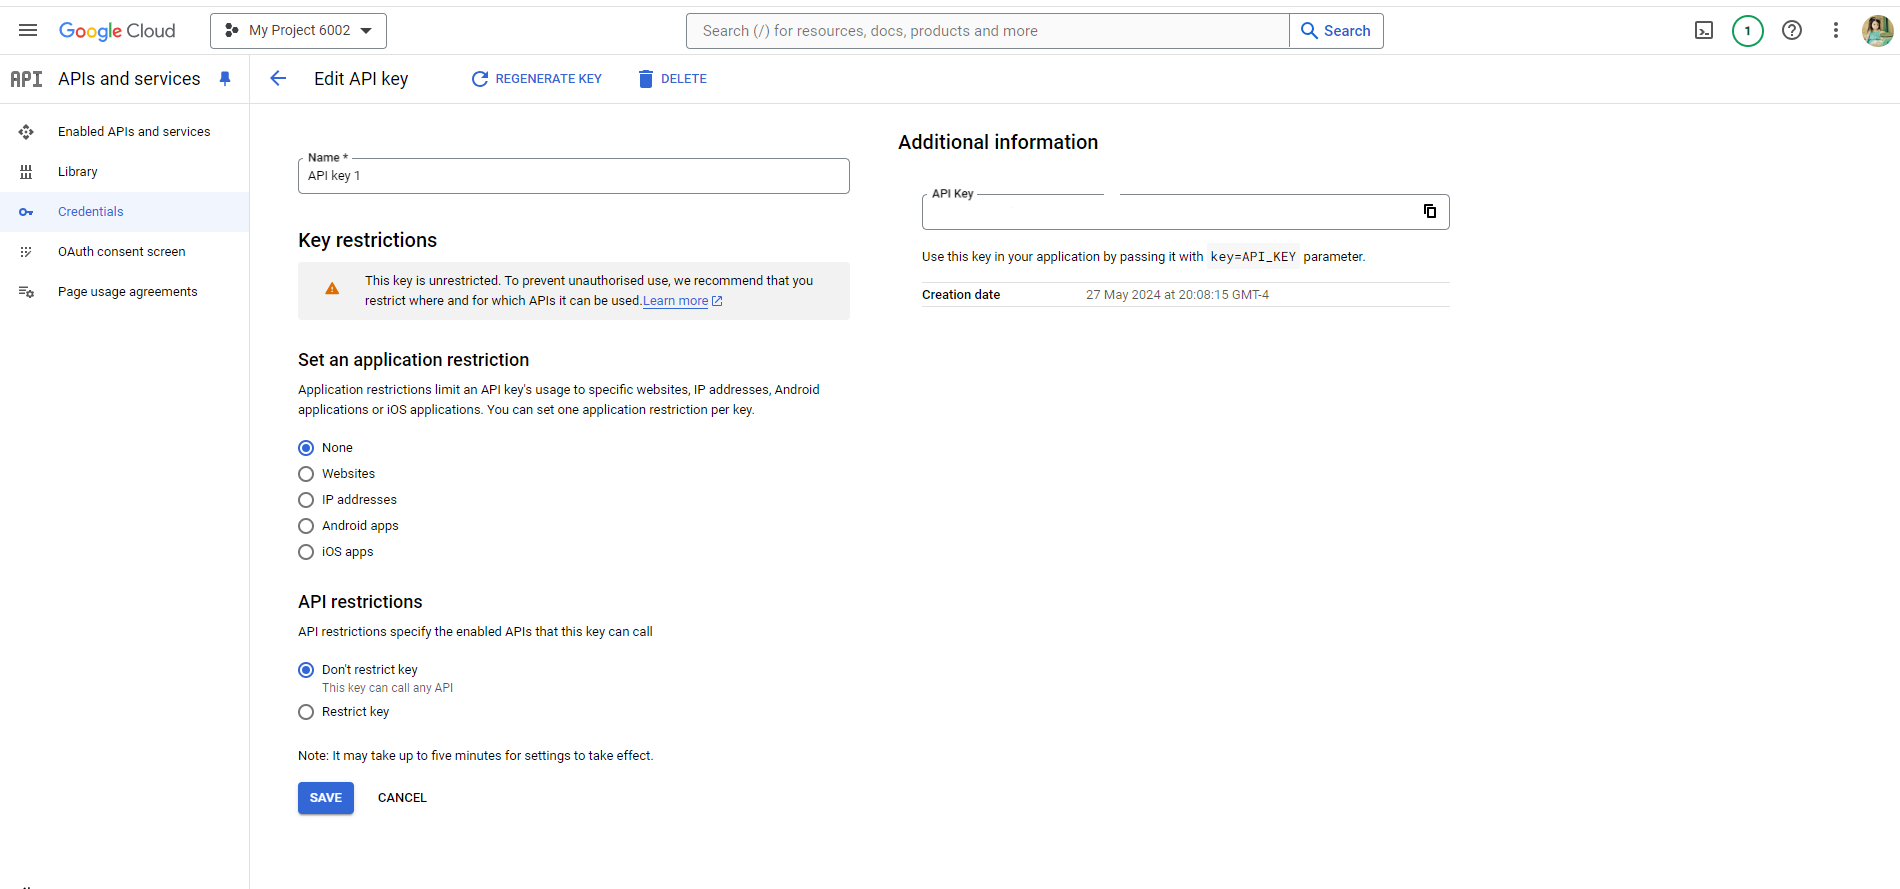 Google Cloud
My Project 6002
Search (/) for resources, docs, products and more
Search
1
API APIs and services
Edit API key
REGENERATE KEY
DELETE
Enabled APIs and services
Library
Credentials
OAuth consent screen
Page usage agreements
Name *
API key 1
Key restrictions
This key is unrestricted. To prevent unauthorised use, we recommend that you
restrict where and for which APIs it can be used.Learn more
Set an application restriction
Application restrictions limit an API key's usage to specific websites, IP addresses, Android
applications or iOS applications. You can set one application restriction per key.
None
Websites
IP addresses
Android apps
iOS apps
API restrictions
API restrictions specify the enabled APIs that this key can call
Don't restrict key
This key can call any API
Restrict key
Note: It may take up to five minutes for settings to take effect.
SAVE
CANCEL
Additional information
API Key
Use this key in your application by passing it with key=API_KEY parameter.
Creation date
27 May 2024 at 20:08:15 GMT-4